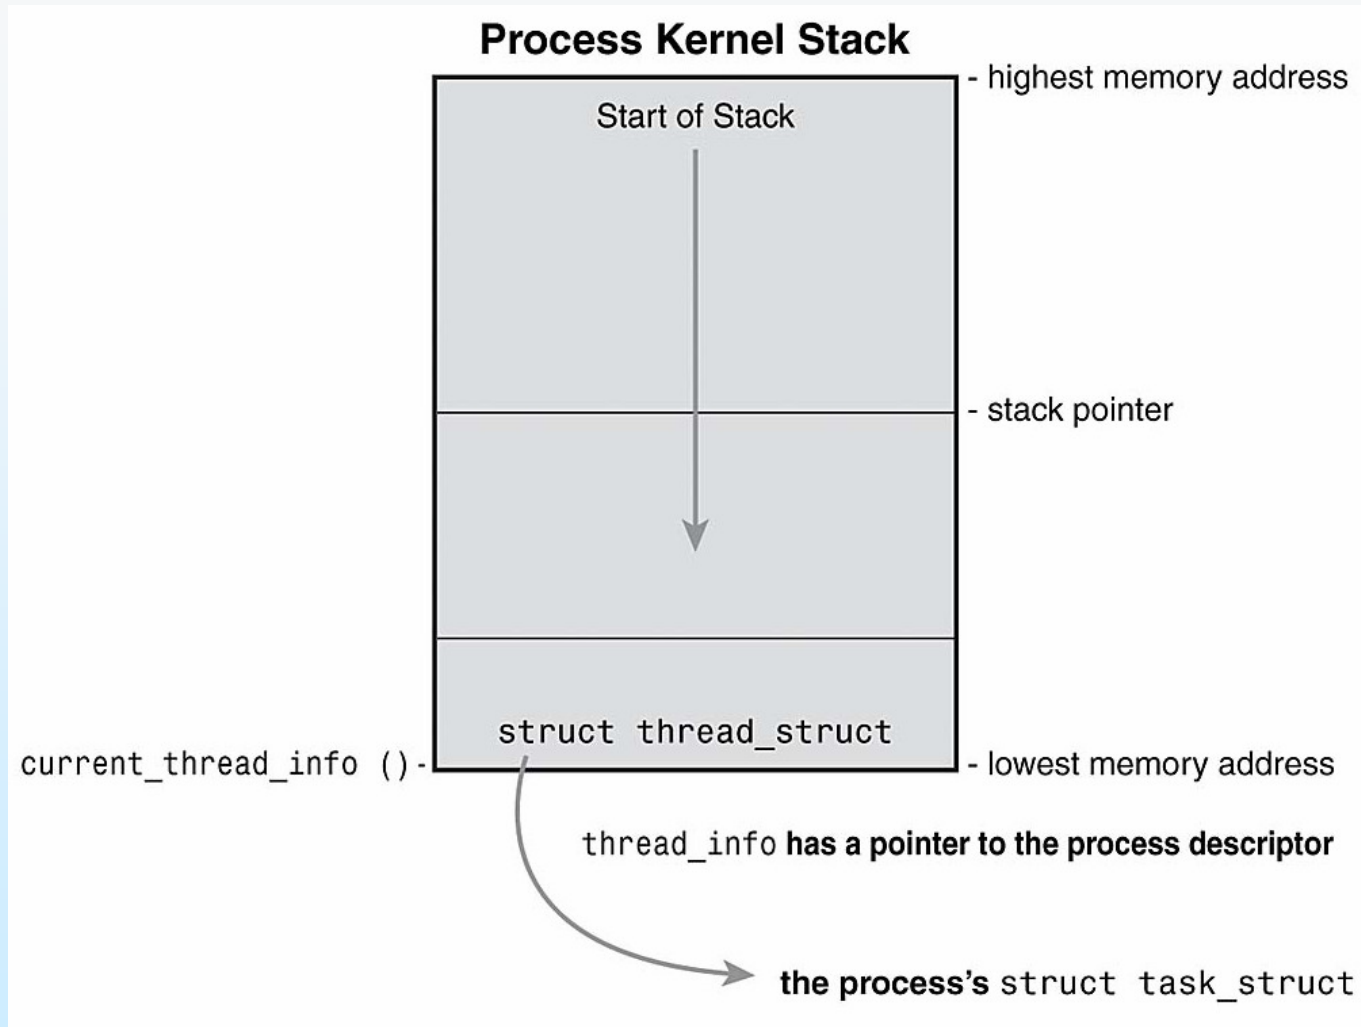 Process Kernel Stack
- highest memory address
Start of Stack
- stack pointer
struct thread_struct
current_thread_info () -
- lowest memory address
thread_info has a pointer to the process descriptor
the process's struct task_struct